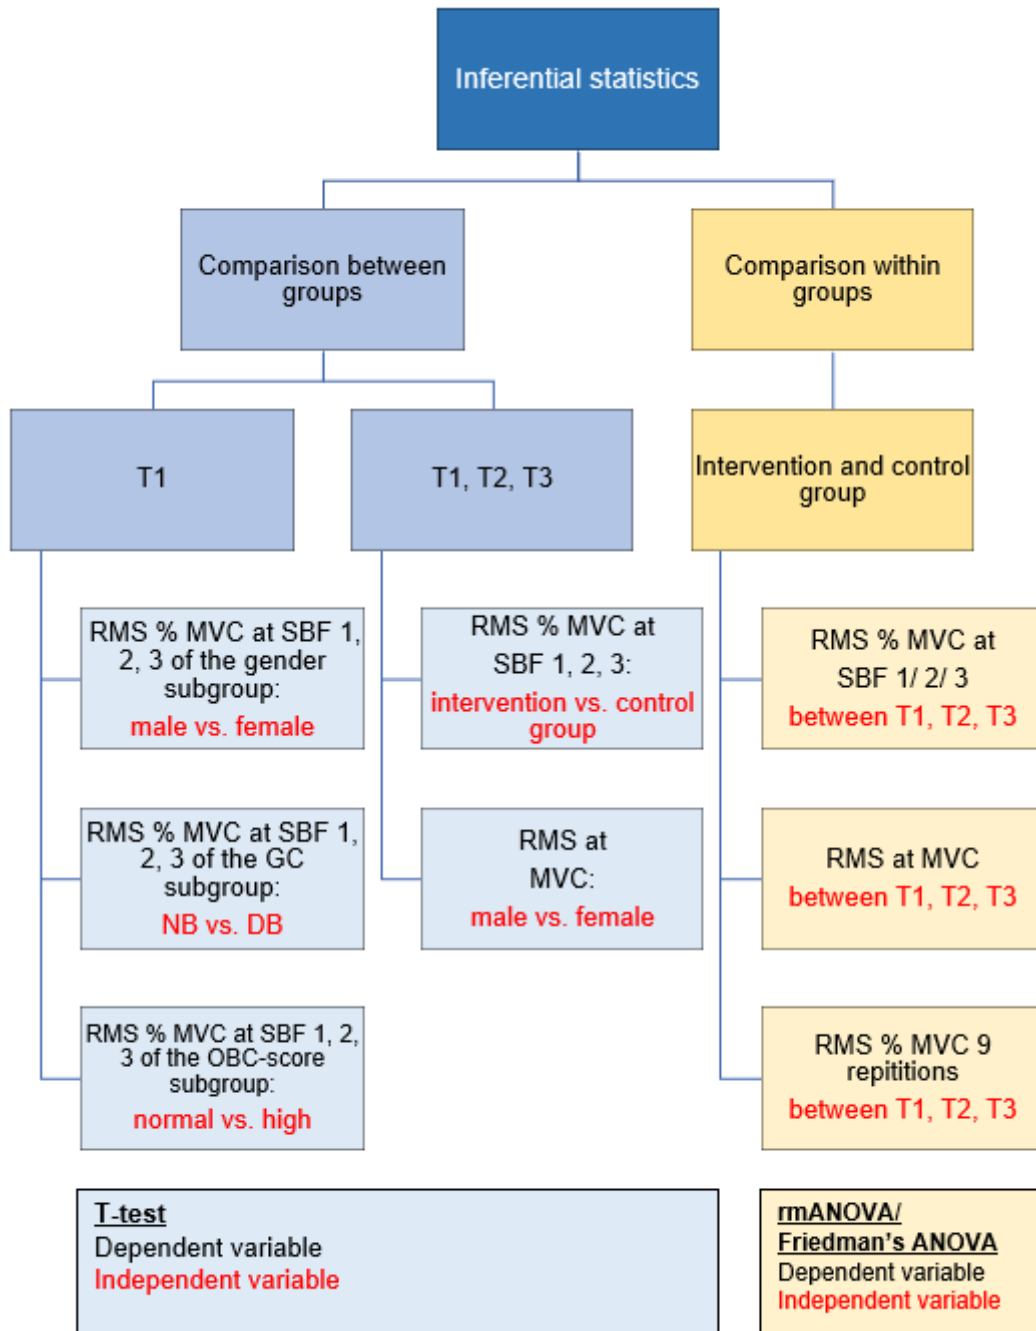 Inferential statistics
Comparison between
groups
Comparison within
groups
T1
T1, T2, T3
Intervention and control
group
RMS % MVC at SBF 1,
2, 3 of the gender
subgroup:
male vs. female
RMS % MVC at
SBF 1, 2, 3:
intervention vs. control
group
RMS % MVC at
SBF 1/ 2/ 3
between T1, T2, T3
RMS % MVC at SBF 1,
2, 3 of the GC
subgroup:
NB vs. DB
RMS at
MVC:
male vs. female
RMS at MVC
between T1, T2, T3
RMS % MVC at SBF 1, 2,
3 of the OBC-score
subgroup:
normal vs. high
RMS % MVC 9
repititions
between T1, T2, T3
T-test
Dependent variable
Independent variable
rmANOVA/
Friedman's ANOVA
Dependent variable
Independent variable